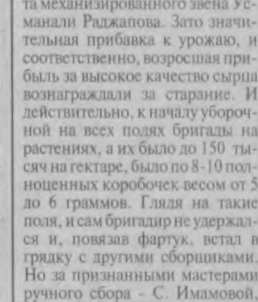 та механизированного звена Ус-
манали Раджапова. Зато значи-
тельная прибавка к урожаю, и
соответственно, возросшая при-
быль за высокое качество сырца
вознаграждали за старание. И
действительно, к началу убороч-
ной на всех полях бригады на
растениях, а их было до 150 ты-
сяч на гектаре, было по 8-10 пол-
ноценных коробочек весом от 5
до 6 граммов. Глядя на такие
поля, и сам бригадир не удержал-
ся и, повязав фартук, встал в
грядку с другими сборщиками.
Но за признанными мастерами
ручного сбора - С. Имамовой,